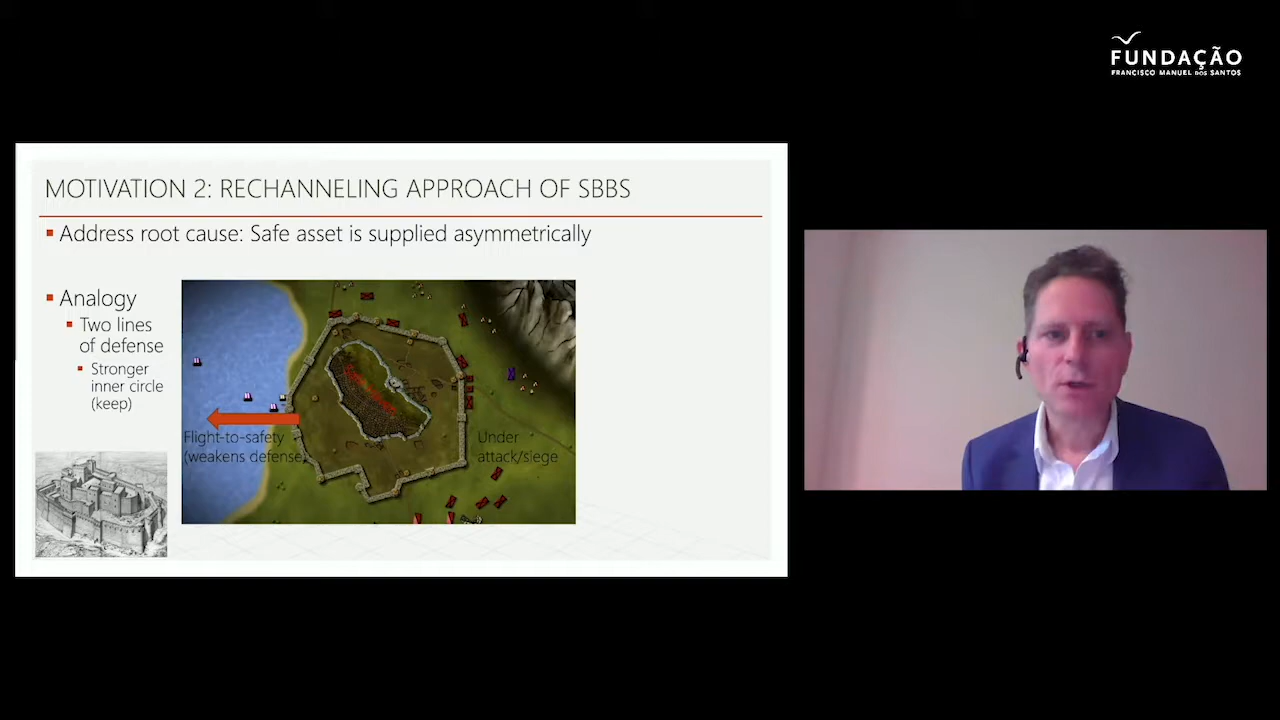 FUNDAÇÃO
FRANCISCO MANUEL DOS SANTOS
MOTIVATION 2: RECHANNELING APPROACH OF SBBS
Address root cause: Safe asset is supplied asymmetrically
Analogy
Two lines
of defense
Stronger
inner circle
(keep)
Flight-to-safety
(weakens defense)
Under
attack/siege